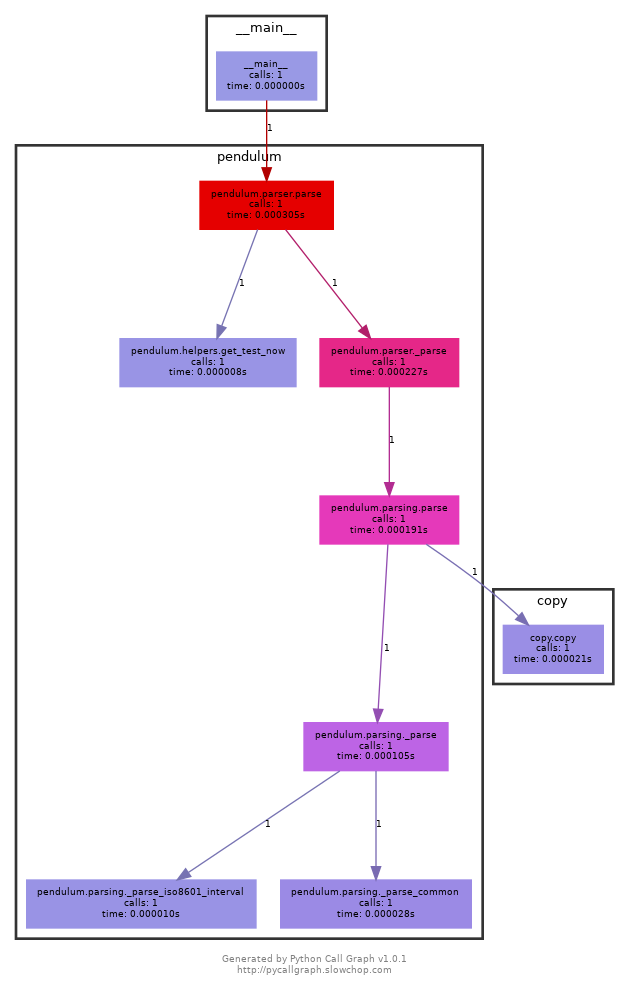 __main__
__main__
calls: 1
time: 0.000000s
1
pendulum
pendulum.parser.parse
calls: 1
time: 0.000305s
1
1
pendulum.helpers.get_test_now
calls: 1
time: 0.000008s
pendulum.parser._parse
calls: 1
time: 0.000227s
1
pendulum.parsing.parse
calls: 1
time: 0.000191s
1
copy
copy.copy
calls: 1
time: 0.000021s
1
pendulum.parsing._parse
calls: 1
time: 0.000105s
1
1
pendulum.parsing._parse_iso8601_interval
calls: 1
time: 0.000010s
pendulum.parsing._parse_common
calls: 1
time: 0.000028s
Generated by Python Call Graph v1.0.1
http://pycallgraph.slowchop.com